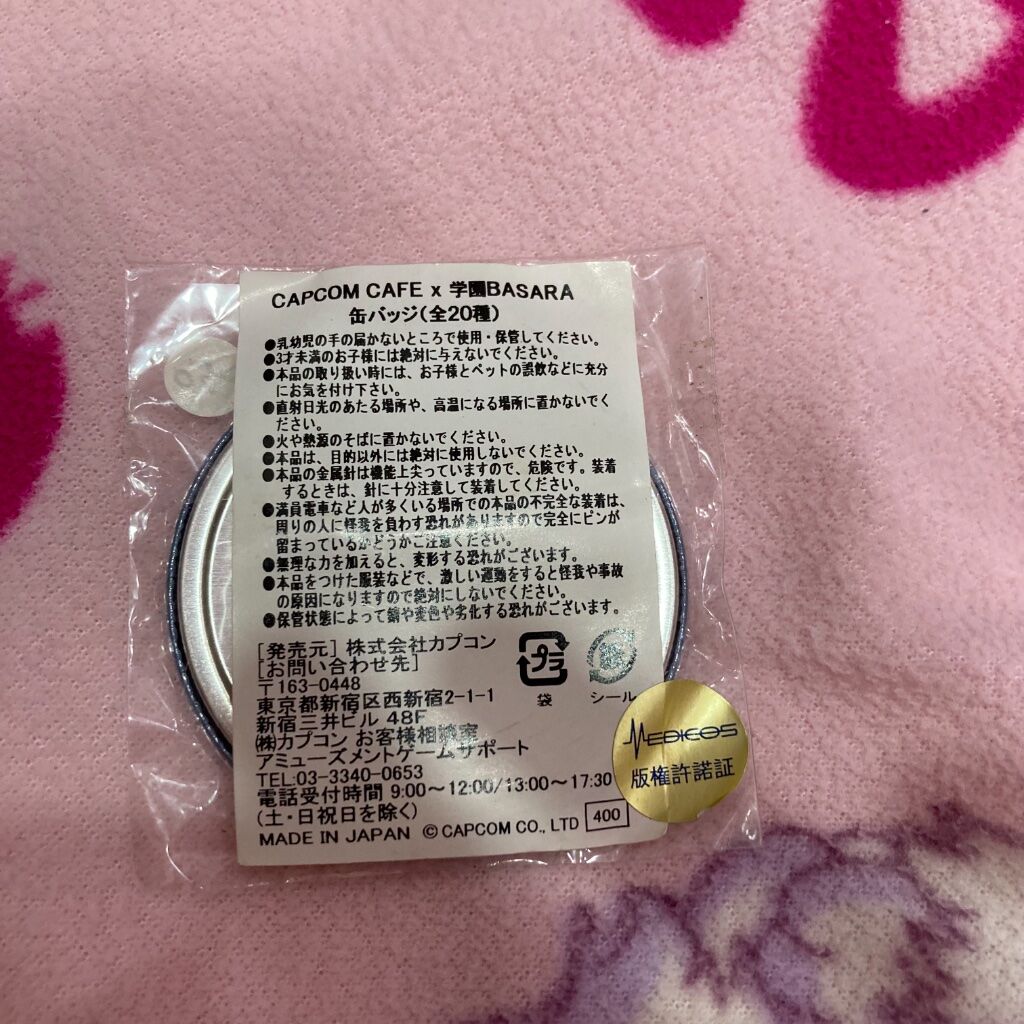 CAPCOM CAFE x 学園BASARA
缶バッジ(全20種)
●乳幼児の手の届かないところで使用・保管してください。
●3才未満のお子様には絶対に与えないでください。
●本品の取り扱い時には、お子様とペットの誤飲などに充分
にお気を付け下さい。
●直射日光のあたる場所や、高温になる場所に置かないでく
ださい。
●火や熱源のそばに置かないでください。
●本品は、目的以外には絶対に使用しないでください。
●本品の金属針は機能上尖っていますので、危険です。装着
するときは、針に十分注意して装着してください。
●満員電車など人が多くいる場所での本品の不完全な装着は、
周りの人に怪我を負わす恐れがありますので完全にピンが
留まっているかどうかご注意ください。
●無理な力を加えると、変形する恐れがございます。
●本品をつけた服装などで、激しい運動をすると怪我や事故
の原因になりますので絶対にしないでください。
●保管状態によって錆や変色や劣化する恐れがございます。
[発売元] 株式会社カプコン
[お問い合わせ先]
〒163-0448
東京都新宿区西新宿2-1-1
新宿三井ビル 48F
㈱カプコン お客様相談室
アミューズメントゲームサポート
TEL:03-3340-0653
電話受付時間 9:00～12:00/13:00～17:30
(土・日祝日を除く)
MADE IN JAPAN ©CAPCOM CO., LTD 400
プラ
袋 シール
MEDICOS
版権許諾証